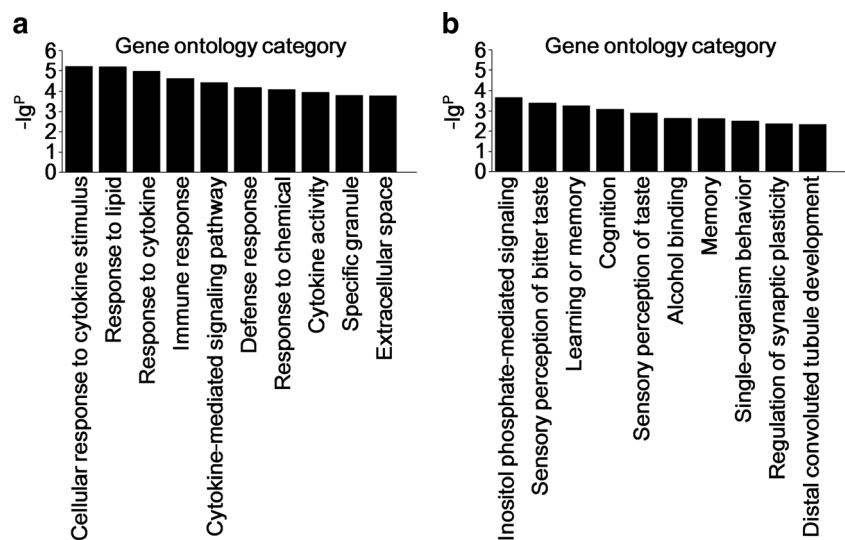 a
Gene ontology category
6
5
4
3
2
1
0
-lgP
Cellular response to cytokine stimulus
Response to lipid
Response to cytokine
Immune response
Cytokine-mediated signaling pathway
Defense response
Response to chemical
Cytokine activity
Specific granule
Extracellular space
b
Gene ontology category
6
5
4
3
2
1
0
-lgP
Inositol phosphate-mediated signaling
Sensory perception of bitter taste
Learning or memory
Cognition
Sensory perception of taste
Alcohol binding
Memory
Single-organism behavior
Regulation of synaptic plasticity
Distal convoluted tubule development